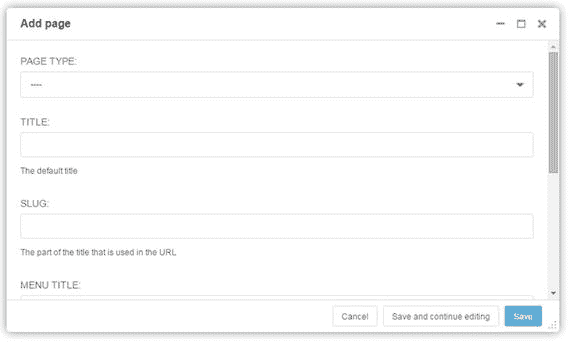 Add page
PAGE TYPE:
----
TITLE:
The default title
SLUG:
The part of the title that is used in the URL
MENU TITLE:
Cancel
Save and continue editing
Save